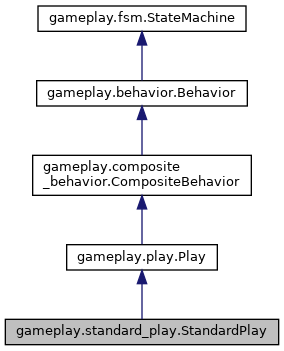 gameplay.fsm.StateMachine
gameplay.behavior.Behavior
gameplay.composite
_behavior.CompositeBehavior
gameplay.play.Play
gameplay.standard_play.StandardPlay